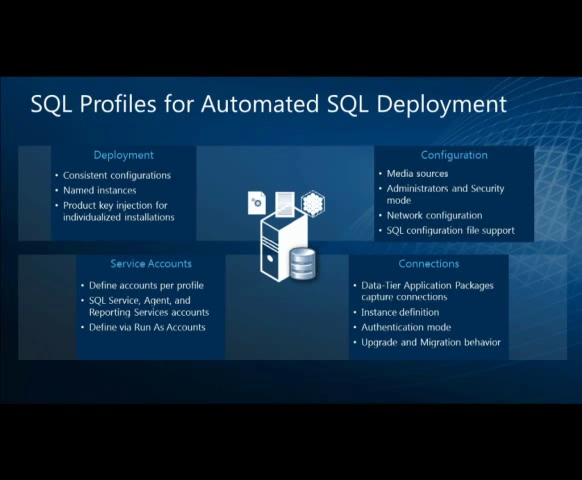 SQL Profiles for Automated SQL Deployment
Deployment
• Consistent configurations
• Named instances
• Product key injection for
individualized installations
Configuration
• Media sources
• Administrators and Security
mode
• Network configuration
• SQL configuration file support
Service Accounts
• Define accounts per profile
• SQL Service, Agent, and
Reporting Services accounts
• Define via Run As Accounts
Connections
• Data-Tier Application Packages
capture connections
• Instance definition
• Authentication mode
• Upgrade and Migration behavior